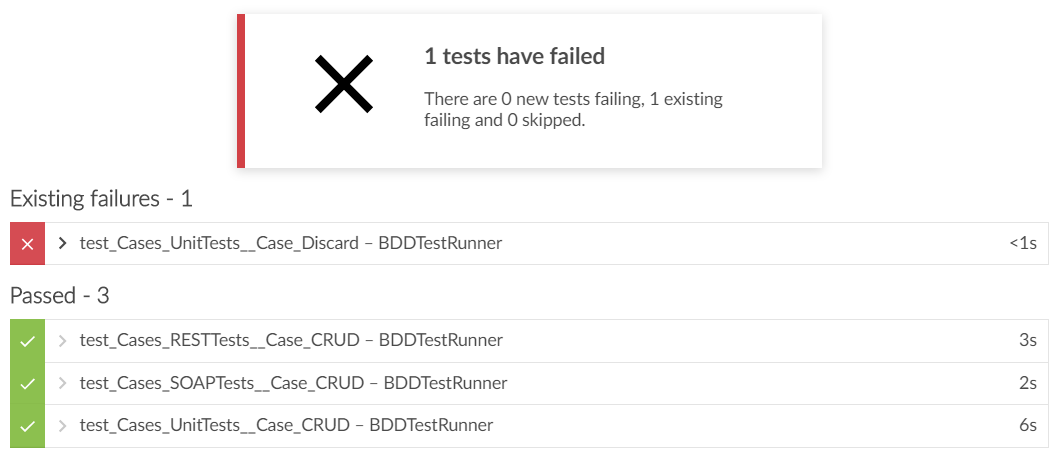 1 tests have failed
There are 0 new tests failing, 1 existing
failing and 0 skipped.
Existing failures - 1
test_Cases_UnitTests__Case_Discard – BDDTestRunner <1s
Passed - 3
test_Cases_RESTTests__Case_CRUD – BDDTestRunner 3s
test_Cases_SOAPTests__Case_CRUD – BDDTestRunner 2s
test_Cases_UnitTests__Case_CRUD – BDDTestRunner 6s